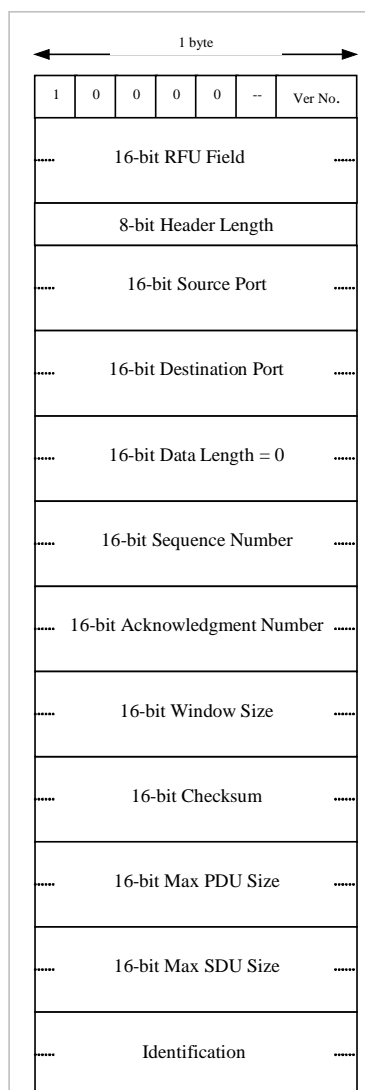 1 byte
1 0 0 0 0 -- Ver No.
16-bit RFU Field
8-bit Header Length
16-bit Source Port
16-bit Destination Port
16-bit Data Length = 0
16-bit Sequence Number
16-bit Acknowledgment Number
16-bit Window Size
16-bit Checksum
16-bit Max PDU Size
16-bit Max SDU Size
Identification